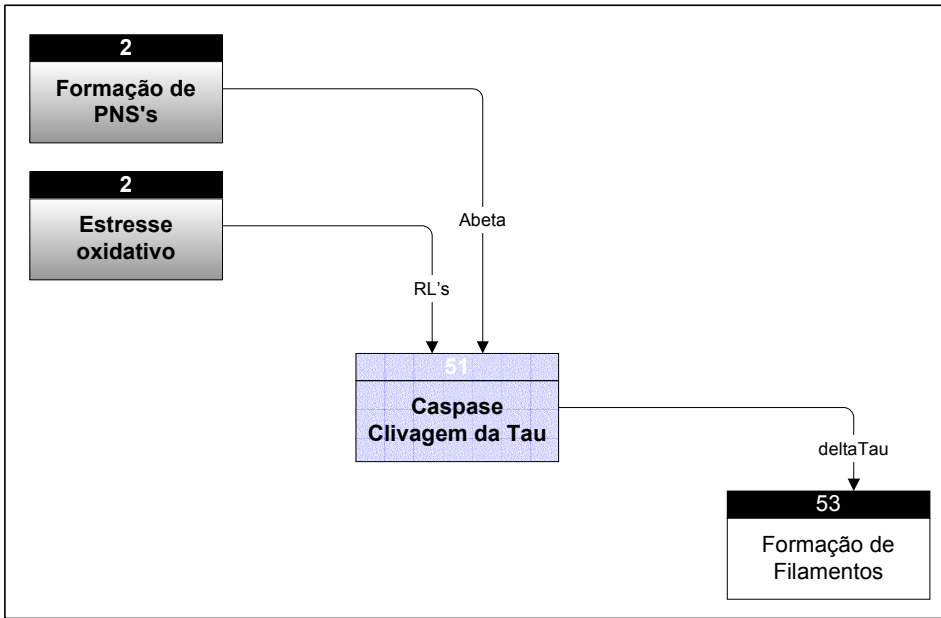 2
Formação de
PNS's
2
Estresse
oxidativo
Abeta
RL's
51
Caspase
Clivagem da Tau
deltaTau
53
Formação de
Filamentos